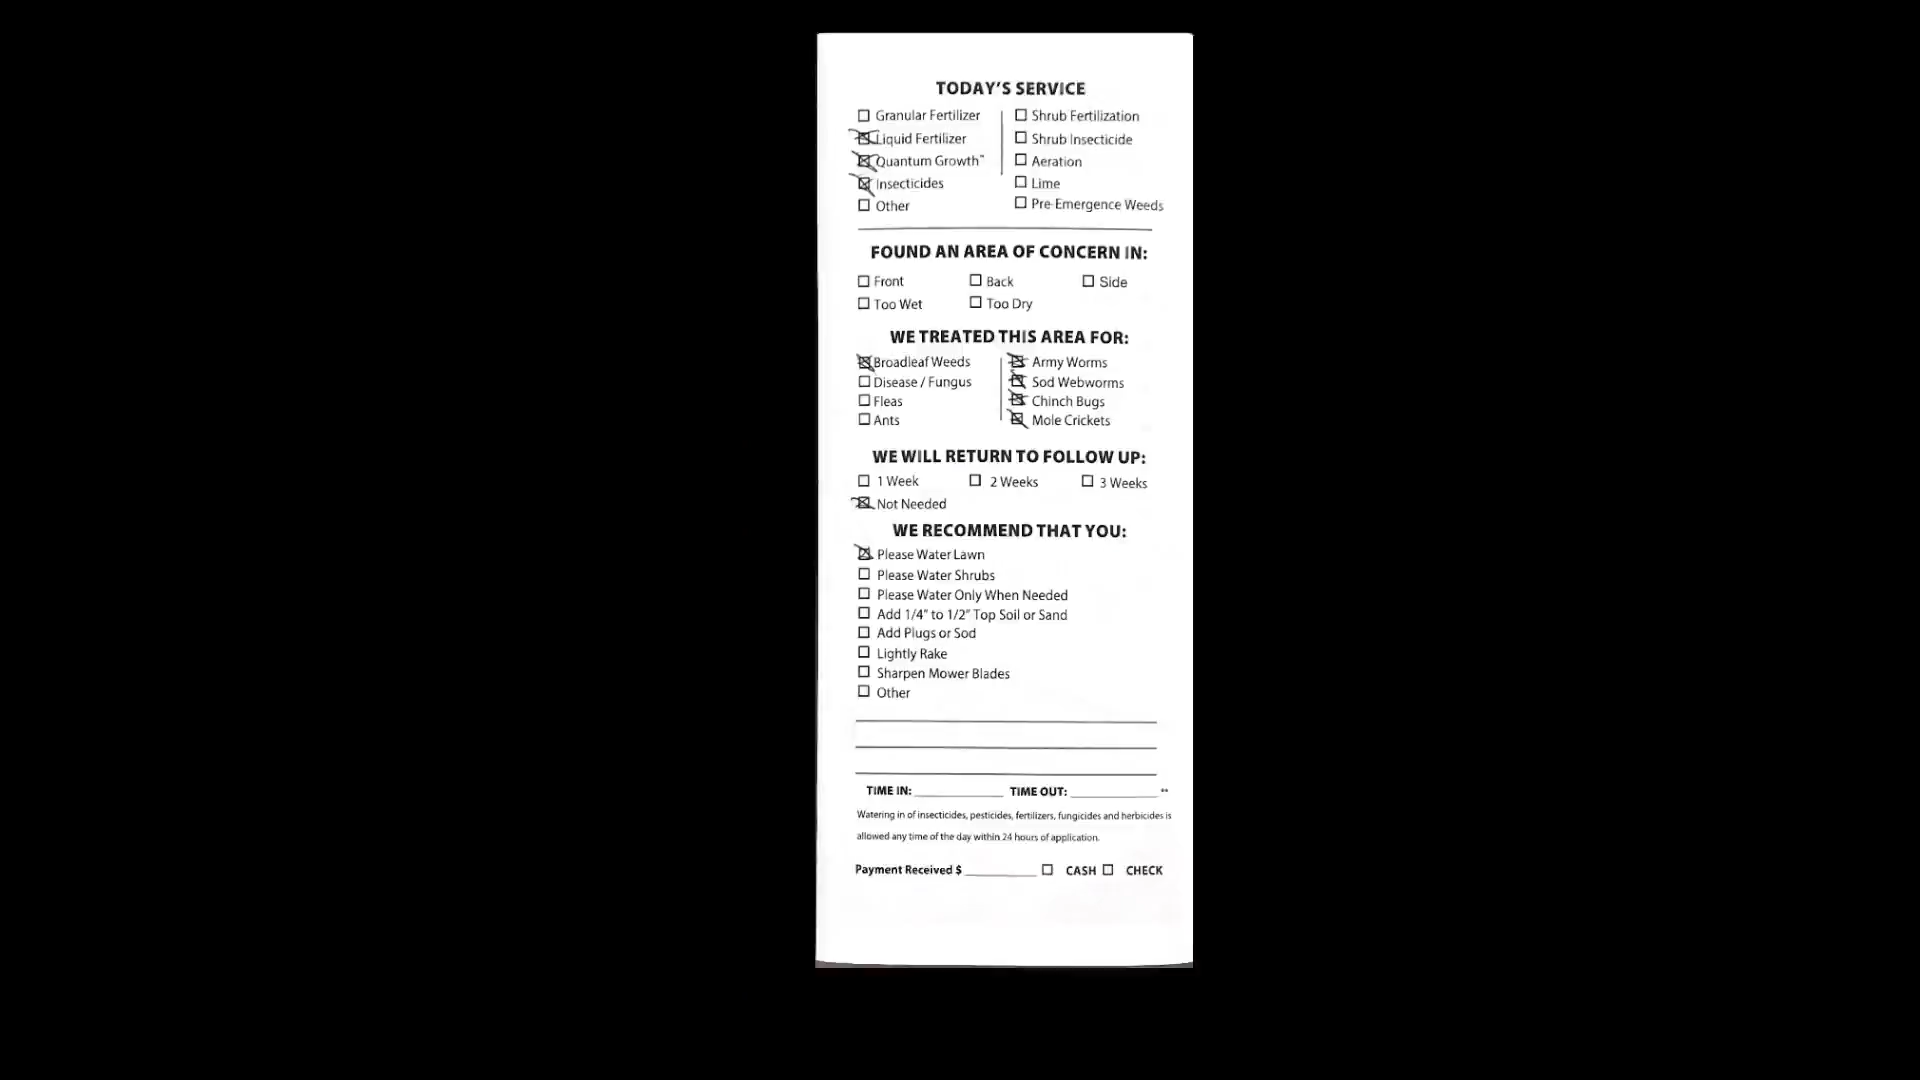 TODAY'S SERVICE
☐ Granular Fertilizer ☐ Shrub Fertilization
☒ Liquid Fertilizer ☐ Shrub Insecticide
☒ Quantum Growth™ ☐ Aeration
☒ Insecticides ☐ Lime
☐ Other ☐ Pre-Emergence Weeds
FOUND AN AREA OF CONCERN IN:
☐ Front ☐ Back ☐ Side
☐ Too Wet ☐ Too Dry
WE TREATED THIS AREA FOR:
☒ Broadleaf Weeds ☒ Army Worms
☐ Disease / Fungus ☒ Sod Webworms
☐ Fleas ☒ Chinch Bugs
☐ Ants ☒ Mole Crickets
WE WILL RETURN TO FOLLOW UP:
☐ 1 Week ☐ 2 Weeks ☐ 3 Weeks
☒ Not Needed
WE RECOMMEND THAT YOU:
☒ Please Water Lawn
☐ Please Water Shrubs
☐ Please Water Only When Needed
☐ Add 1/4" to 1/2" Top Soil or Sand
☐ Add Plugs or Sod
☐ Lightly Rake
☐ Sharpen Mower Blades
☐ Other
TIME IN: ____________ TIME OUT: ____________ **
Watering in of insecticides, pesticides, fertilizers, fungicides and herbicides is
allowed any time of the day within 24 hours of application.
Payment Received $ __________ ☐ CASH ☐ CHECK